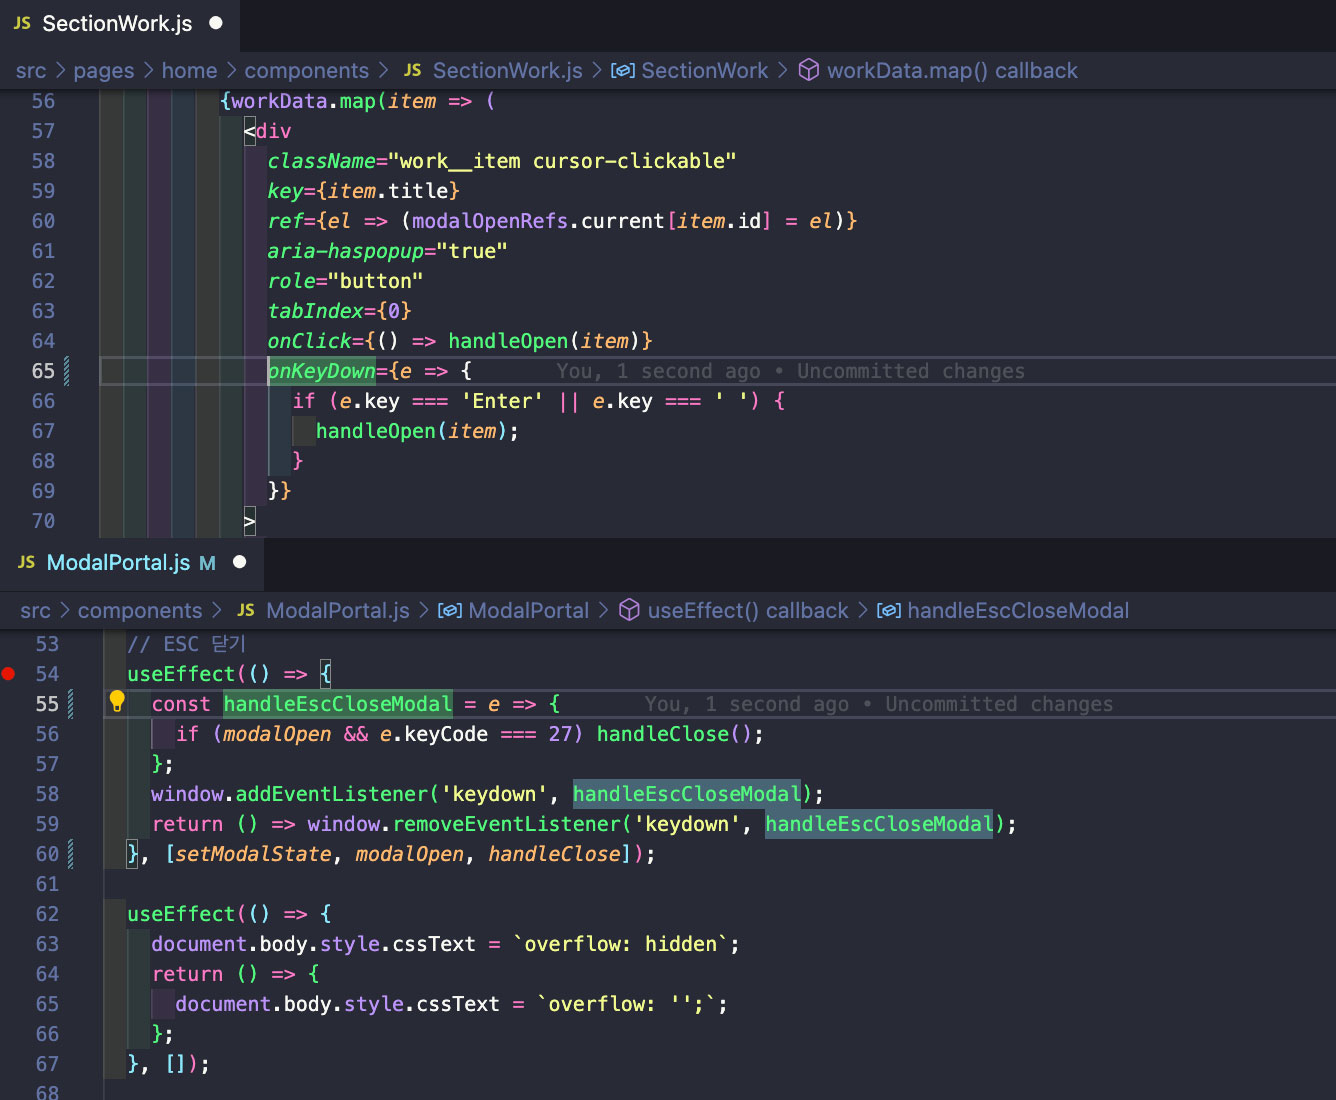 JS SectionWork.js ●
src > pages > home > components > JS SectionWork.js > SectionWork > workData.map() callback
56 {workData.map(item => (
57 <div
58 className="work__item cursor-clickable"
59 key={item.title}
60 ref={el => (modalOpenRefs.current[item.id] = el)}
61 aria-haspopup="true"
62 role="button"
63 tabIndex={0}
64 onClick={() => handleOpen(item)}
65 onKeyDown={e => { You, 1 second ago • Uncommitted changes
66 if (e.key === 'Enter' || e.key === ' ') {
67 handleOpen(item);
68 }
69 }}
70 >
JS ModalPortal.js M ●
src > components > JS ModalPortal.js > ModalPortal > useEffect() callback > handleEscCloseModal
53 // ESC 닫기
54 useEffect(() => {
55 const handleEscCloseModal = e => { You, 1 second ago • Uncommitted changes
56 if (modalOpen && e.keyCode === 27) handleClose();
57 };
58 window.addEventListener('keydown', handleEscCloseModal);
59 return () => window.removeEventListener('keydown', handleEscCloseModal);
60 }, [setModalState, modalOpen, handleClose]);
61
62 useEffect(() => {
63 document.body.style.cssText = `overflow: hidden`;
64 return () => {
65 document.body.style.cssText = `overflow: '';`;
66 };
67 }, []);
68